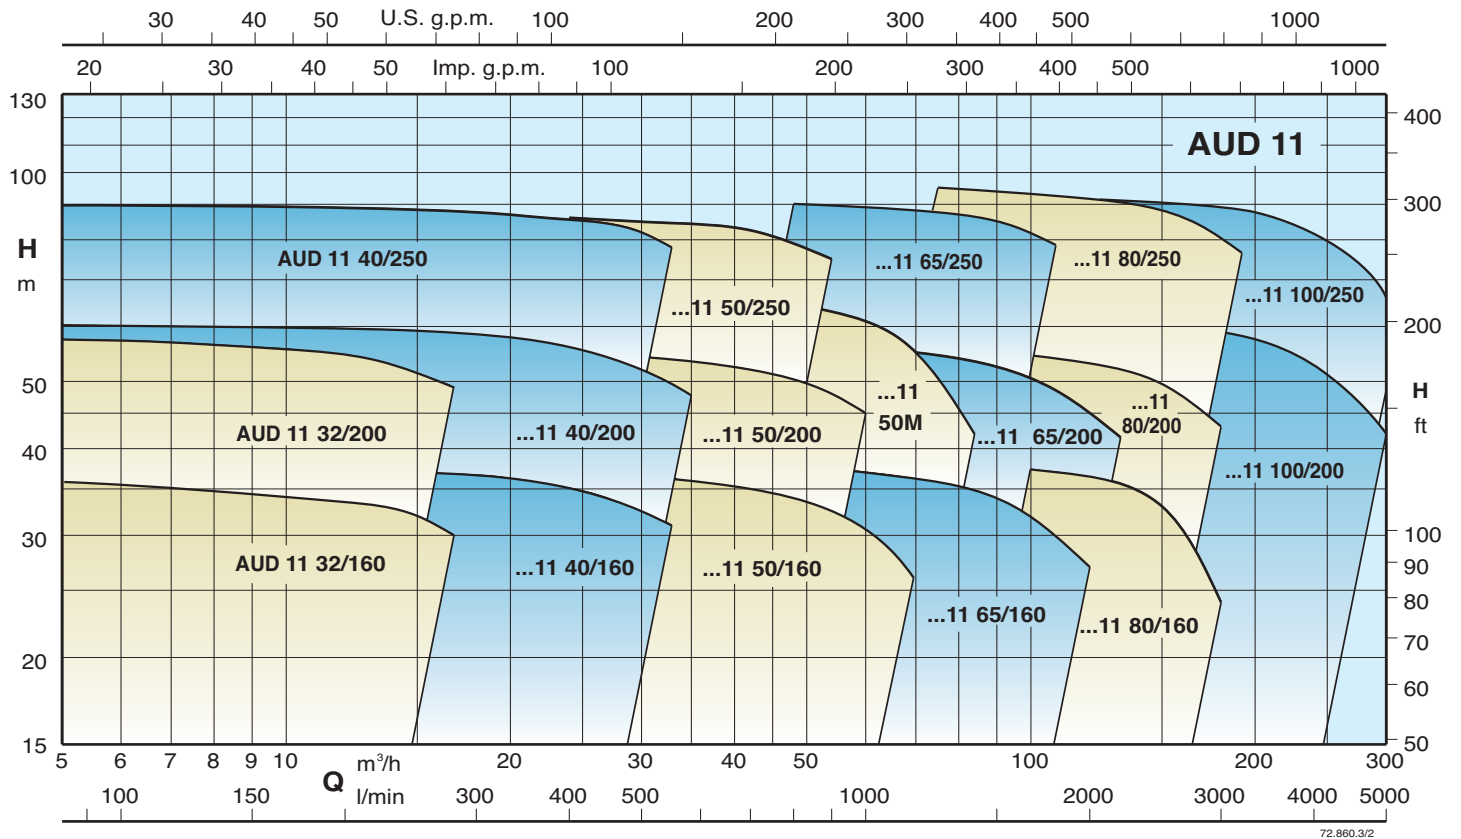 30 40 50 U.S. g.p.m. 100 200 300 400 500 1000
20 30 40 50 Imp. g.p.m. 100 200 300 400 500 1000
130
400
AUD 11
100
300
H
m
AUD 11 40/250
...11 65/250
...11 80/250
...11 100/250
...11 50/250
200
50
H
ft
...11
50M
...11
80/200
AUD 11 32/200
...11 40/200
...11 50/200
...11 65/200
40
...11 100/200
30
100
AUD 11 32/160
...11 40/160
...11 50/160
90
80
...11 65/160
...11 80/160
70
20
60
15
50
5 6 7 8 9 10 m³/h 20 30 40 50 100 200 300
Q
100 150 l/min 300 400 500 1000 2000 3000 4000 5000
72.860.3/2